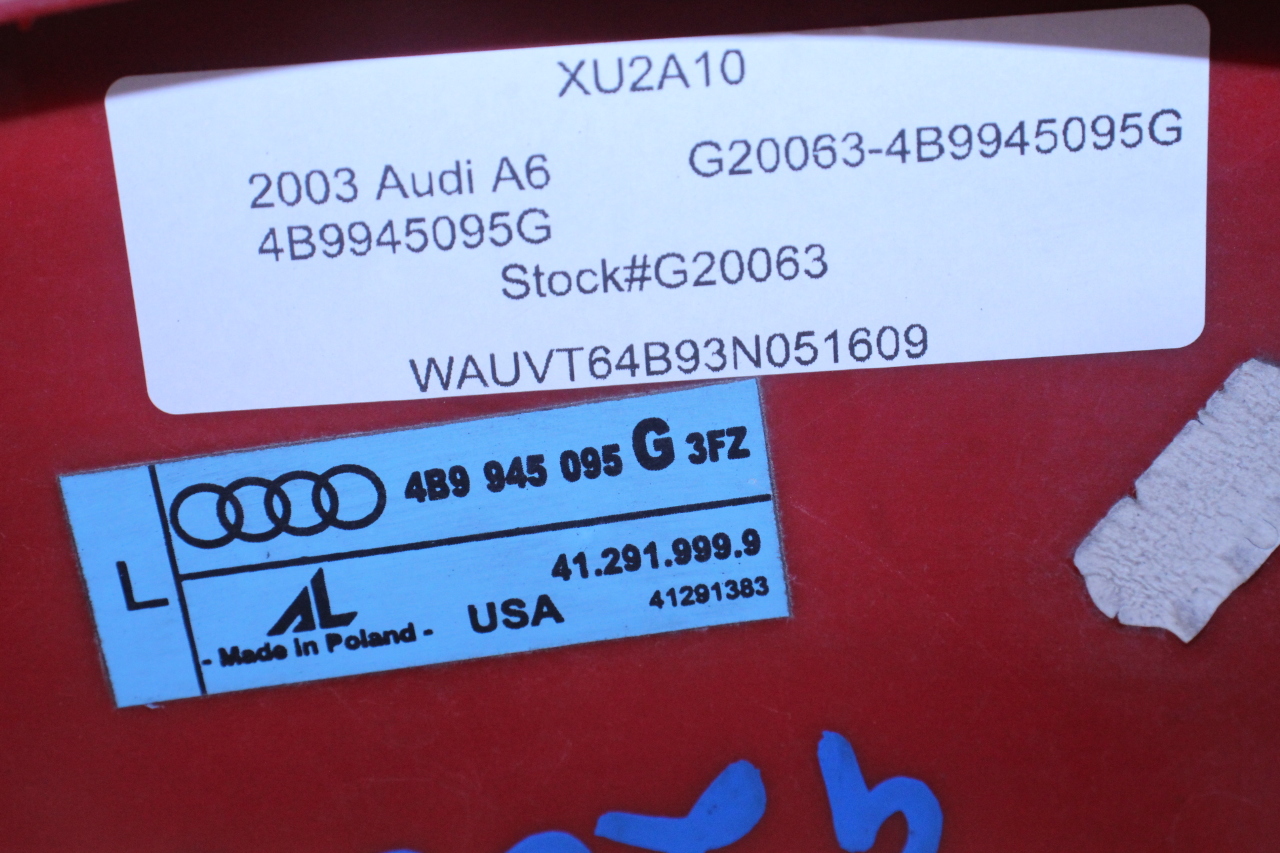 XU2A10
2003 Audi A6 G20063-4B9945095G
4B9945095G
Stock#G20063
WAUVT64B93N051609
L
4B9 945 095 G 3FZ
41.291.999.9
AL USA 41291383
- Made in Poland -